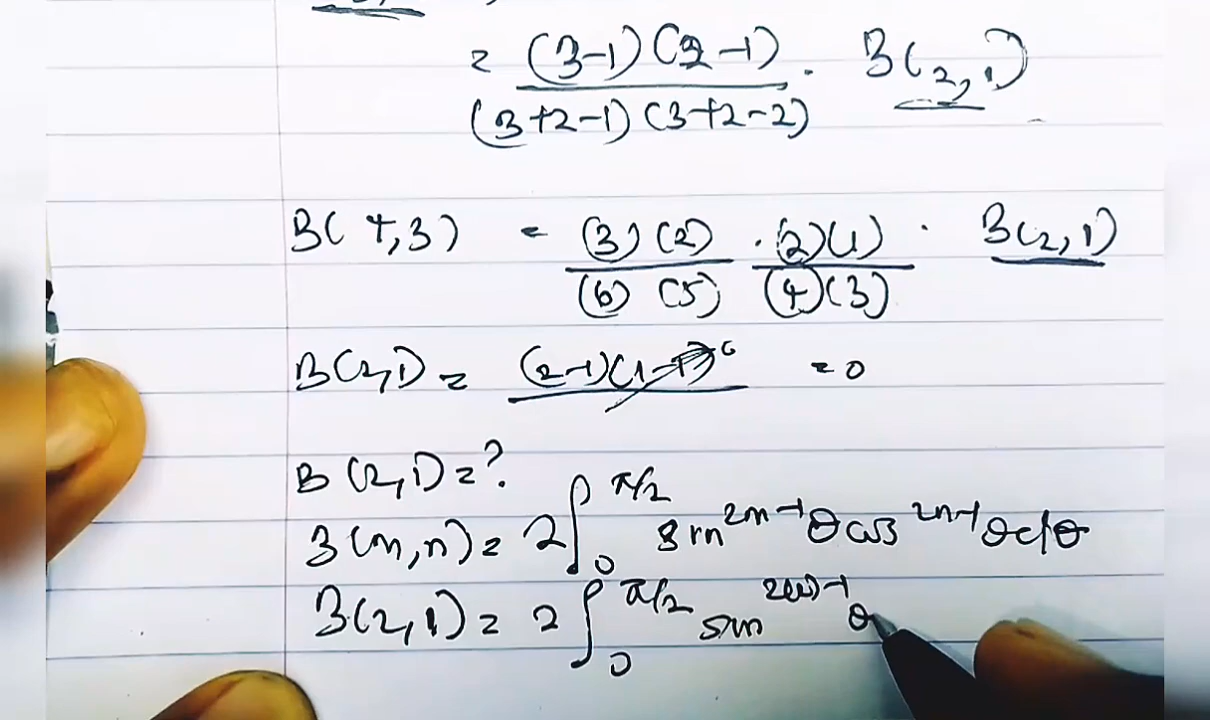 = (3-1)(2-1) / (3+2-1)(3+2-2) . B(2,1)
B(4,3) = (3)(2) / (6)(5) . (2)(1) / (4)(3) . B(2,1)
B(2,1) = (2-1)(1-1) 0 = 0
B(2,1) = ?
B(m,n) = 2∫₀^π/2 sin^2m-1 θ cos^2n-1 θ dθ
B(2,1) = 2∫₀^π/2 sin^2(2)-1 θ